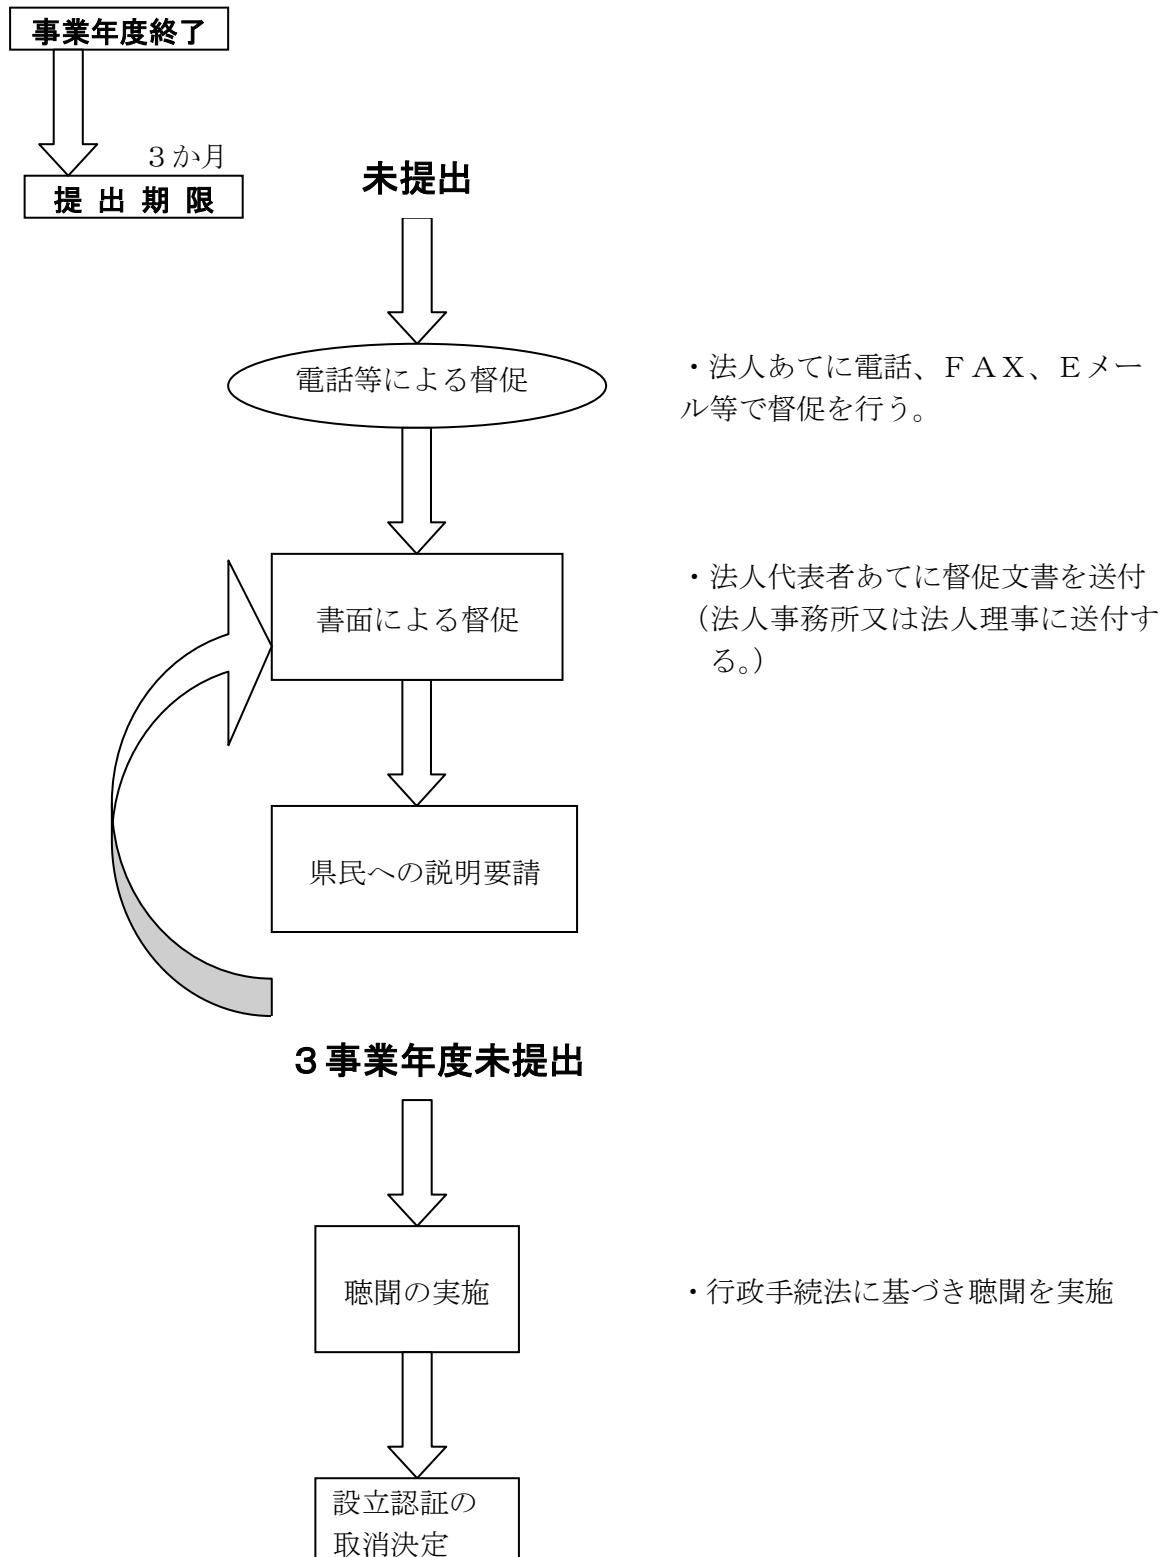 事業年度終了
３か月
提 出 期 限
未提出
電話等による督促
・法人あてに電話、ＦＡＸ、Ｅメー
ル等で督促を行う。
書面による督促
・法人代表者あてに督促文書を送付
（法人事務所又は法人理事に送付す
る。）
県民への説明要請
３事業年度未提出
聴聞の実施
・行政手続法に基づき聴聞を実施
設立認証の
取消決定